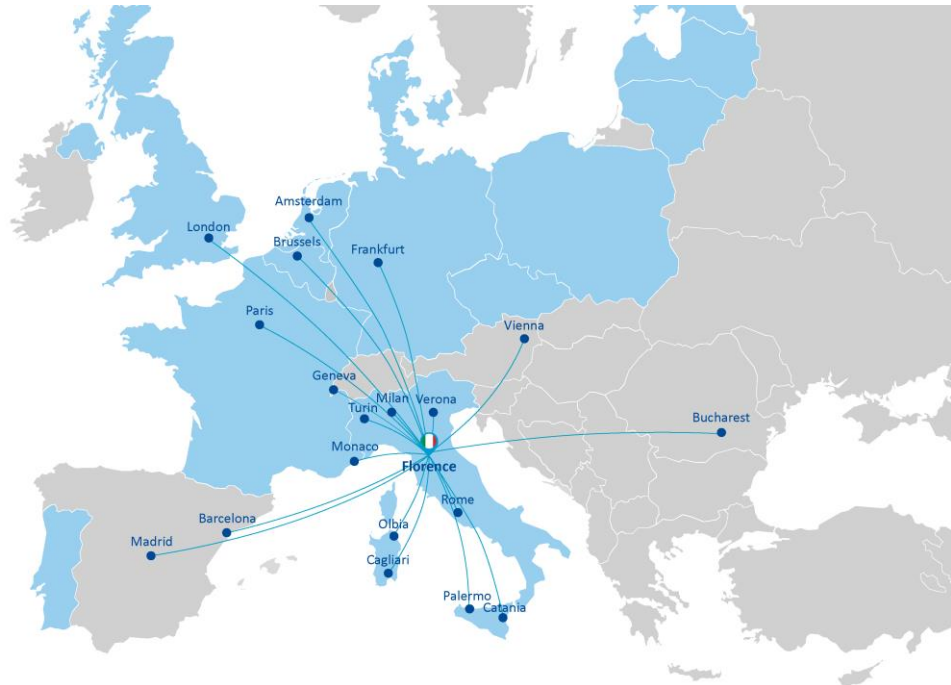 Amsterdam
London
Brussels
Frankfurt
Paris
Vienna
Geneva
Milan
Verona
Turin
Bucharest
Monaco
Florence
Rome
Barcelona
Olbia
Madrid
Cagliari
Palermo
Catania